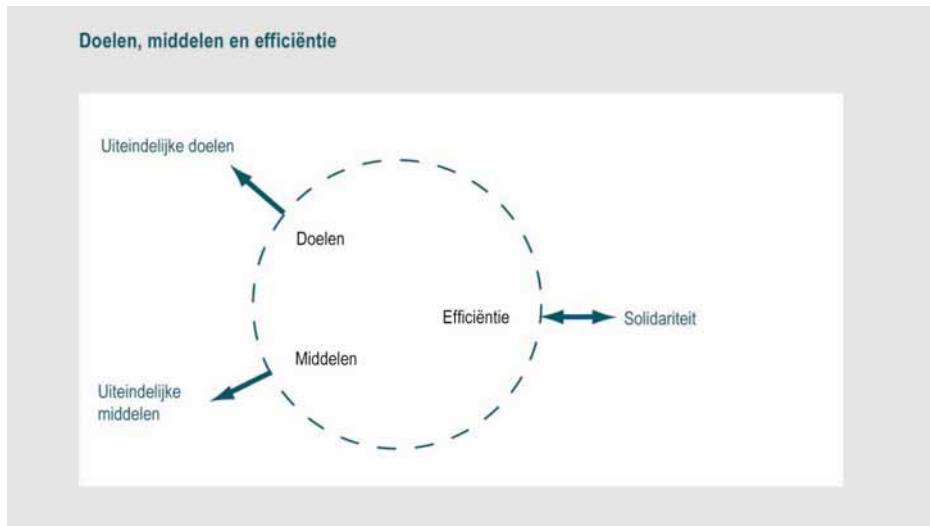 Doelen, middelen en efficiëntie
Uiteindelijke doelen
Doelen
Efficiëntie
Solidariteit
Middelen
Uiteindelijke
middelen